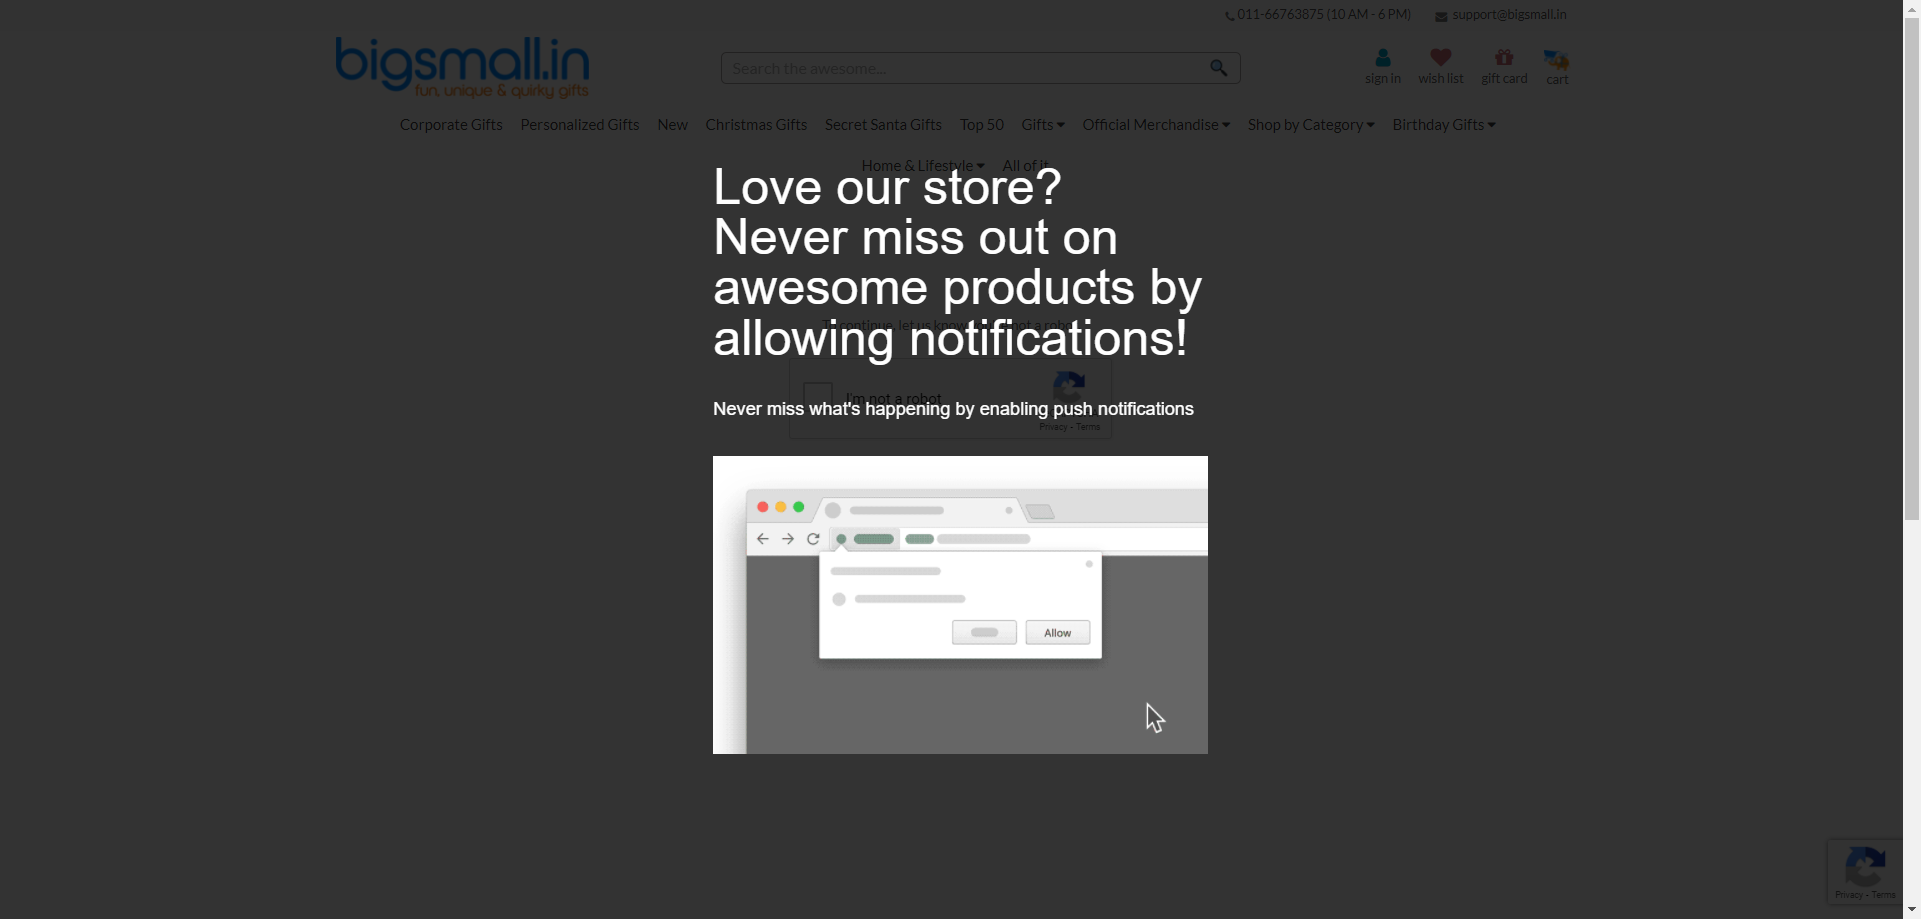 011-66763875 (10 AM - 6 PM) support@bigsmall.in
bigsmall.in
fun, unique & quirky gifts
Search the awesome...
sign in wish list gift card cart
Corporate Gifts Personalized Gifts New Christmas Gifts Secret Santa Gifts Top 50 Gifts Official Merchandise Shop by Category Birthday Gifts
Home & Lifestyle All of it
Love our store?
Never miss out on
awesome products by
allowing notifications!
To continue, let us know you're not a robot.
I'm not a robot
Privacy - Terms
Never miss what's happening by enabling push notifications
Allow
Privacy - Terms